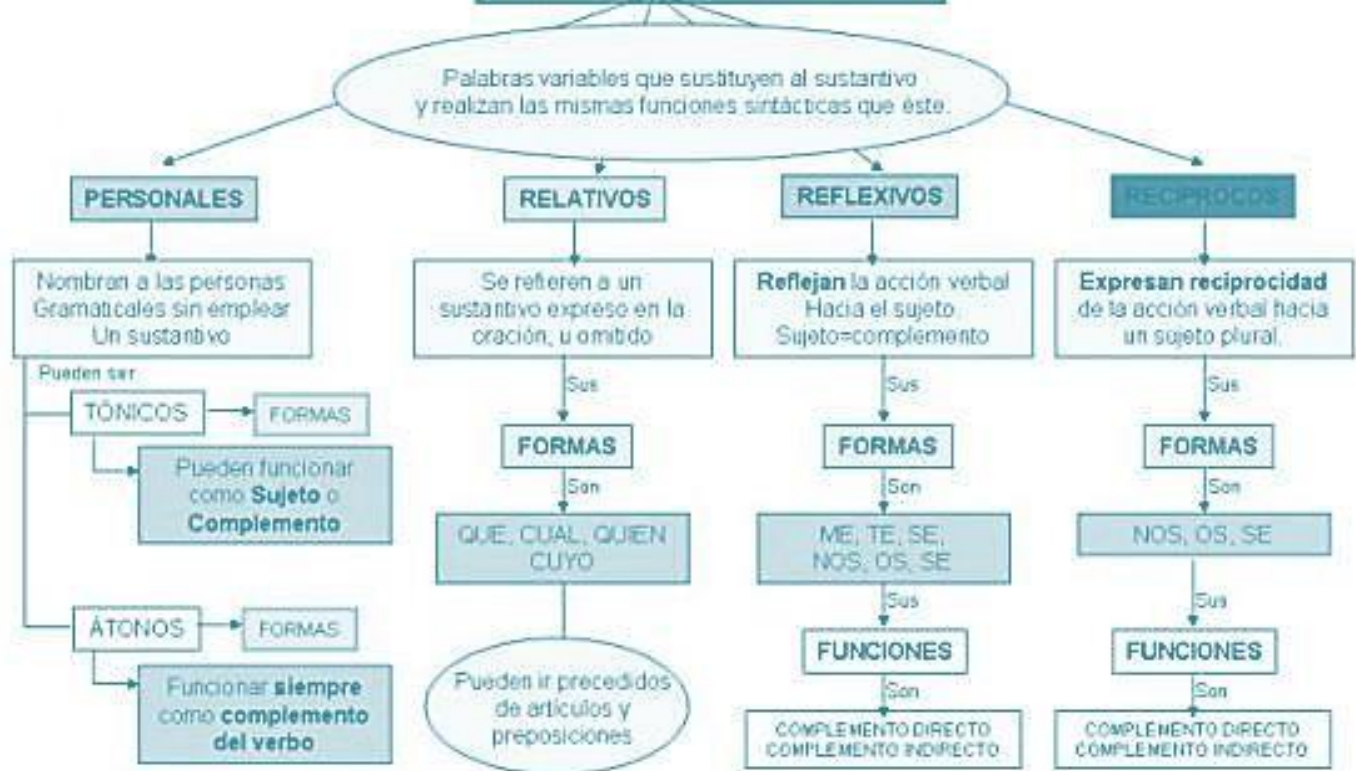 Palabras variables que sustituyen al sustantivo
y realizan las mismas funciones sintácticas que éste.
PERSONALES
Nombran a las personas
Gramaticales sin emplear
Un sustantivo
Pueden ser
TÓNICOS
FORMAS
Pueden funcionar
como Sujeto o
Complemento
ÁTONOS
FORMAS
Funcionar siempre
como complemento
del verbo
RELATIVOS
Se refieren a un
sustantivo expreso en la
oración, u omitido
Sus
FORMAS
Son
QUE, CUAL, QUIEN
CUYO
Pueden ir precedidos
de artículos y
preposiciones
REFLEXIVOS
Reflejan la acción verbal
Hacia el sujeto
Sujeto=complemento
Sus
FORMAS
Son
ME, TE, SE,
NOS, OS, SE
Sus
FUNCIONES
Son
COMPLEMENTO DIRECTO
COMPLEMENTO INDIRECTO
RECIPROCOS
Expresan reciprocidad
de la acción verbal hacia
un sujeto plural.
Sus
FORMAS
Son
NOS, OS, SE
Sus
FUNCIONES
Son
COMPLEMENTO DIRECTO
COMPLEMENTO INDIRECTO